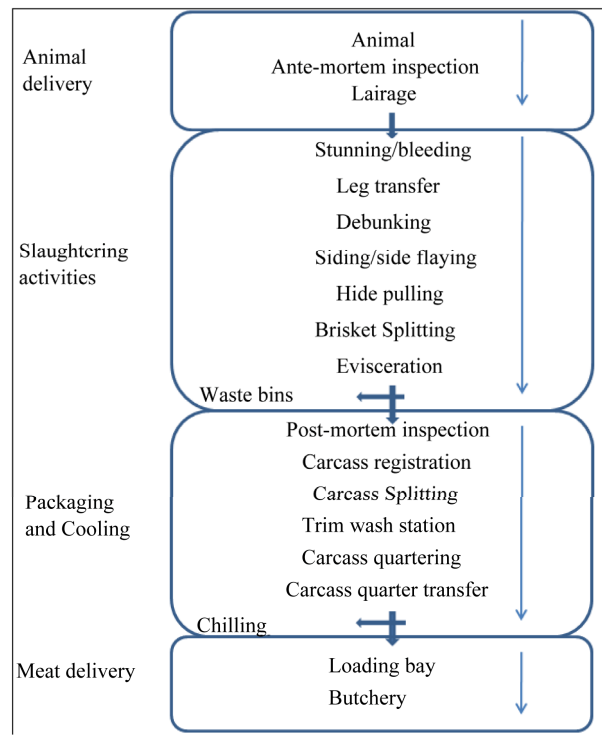 Animal
delivery
Animal
Ante-mortem inspection
Lairage
Slaughtering
activities
Stunning/bleeding
Leg transfer
Debunking
Siding/side flaying
Hide pulling
Brisket Splitting
Evisceration
Waste bins
Packaging
and Cooling
Post-mortem inspection
Carcass registration
Carcass Splitting
Trim wash station
Carcass quartering
Carcass quarter transfer
Chilling
Meat delivery
Loading bay
Butchery